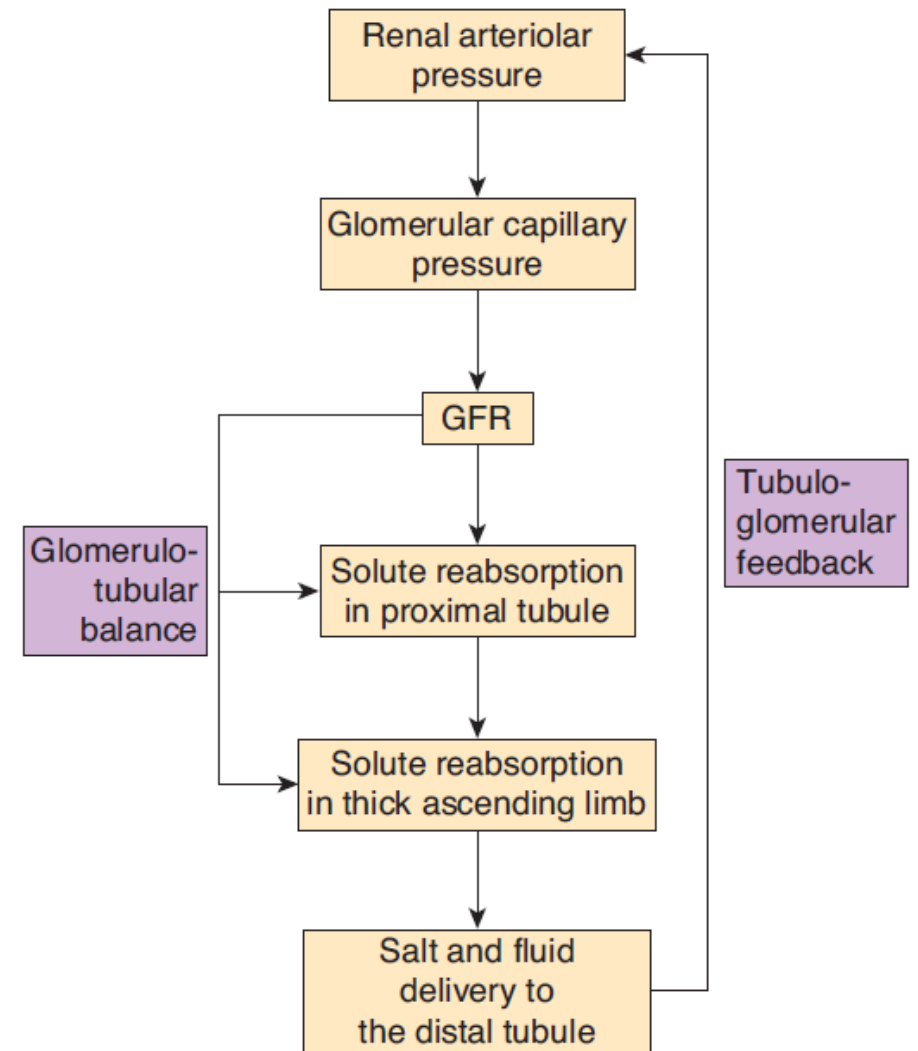 Renal arteriolar
pressure
Glomerular capillary
pressure
GFR
Tubulo-
glomerular
feedback
Glomerulo-
tubular
balance
Solute reabsorption
in proximal tubule
Solute reabsorption
in thick ascending limb
Salt and fluid
delivery to
the distal tubule